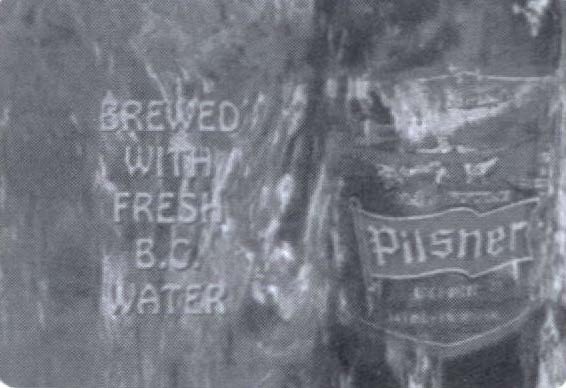 BREWED
WITH
FRESH
B.C.
WATER
Pilsner